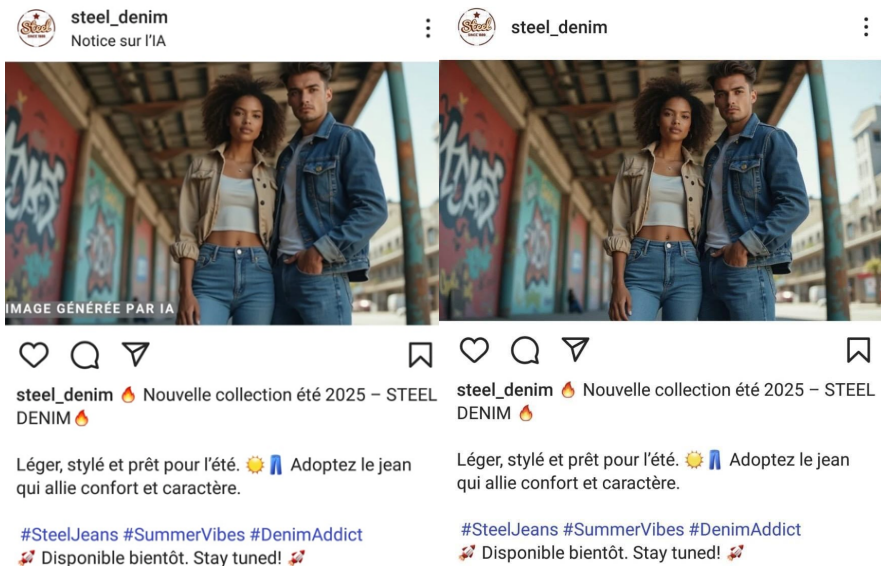 Steel
steel_denim
Notice sur l'IA
IMAGE GÉNÉRÉE PAR IA
steel_denim 🔥 Nouvelle collection été 2025 – STEEL
DENIM🔥
Léger, stylé et prêt pour l'été. ☀️👖 Adoptez le jean
qui allie confort et caractère.
#SteelJeans #SummerVibes #DenimAddict
🚀 Disponible bientôt. Stay tuned! 🚀
Steel
steel_denim
steel_denim 🔥 Nouvelle collection été 2025 – STEEL
DENIM 🔥
Léger, stylé et prêt pour l'été. ☀️👖 Adoptez le jean
qui allie confort et caractère.
#SteelJeans #SummerVibes #DenimAddict
🚀 Disponible bientôt. Stay tuned! 🚀